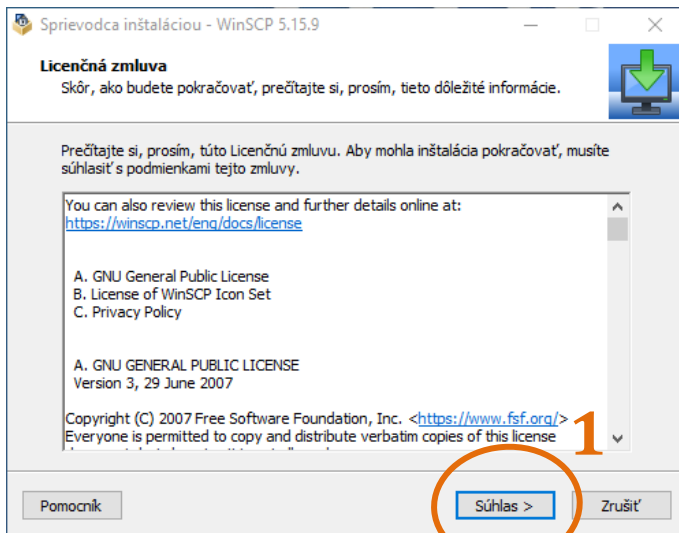 Sprievodca inštaláciou - WinSCP 5.15.9
Licenčná zmluva
Skôr, ako budete pokračovať, prečítajte si, prosím, tieto dôležité informácie.
Prečítajte si, prosím, túto Licenčnú zmluvu. Aby mohla inštalácia pokračovať, musíte
súhlasiť s podmienkami tejto zmluvy.
You can also review this license and further details online at:
https://winscp.net/eng/docs/license
A. GNU General Public License
B. License of WinSCP Icon Set
C. Privacy Policy
A. GNU GENERAL PUBLIC LICENSE
Version 3, 29 June 2007
Copyright (C) 2007 Free Software Foundation, Inc. <https://www.fsf.org/>
Everyone is permitted to copy and distribute verbatim copies of this license
1
Pomocník Súhlas > Zrušiť